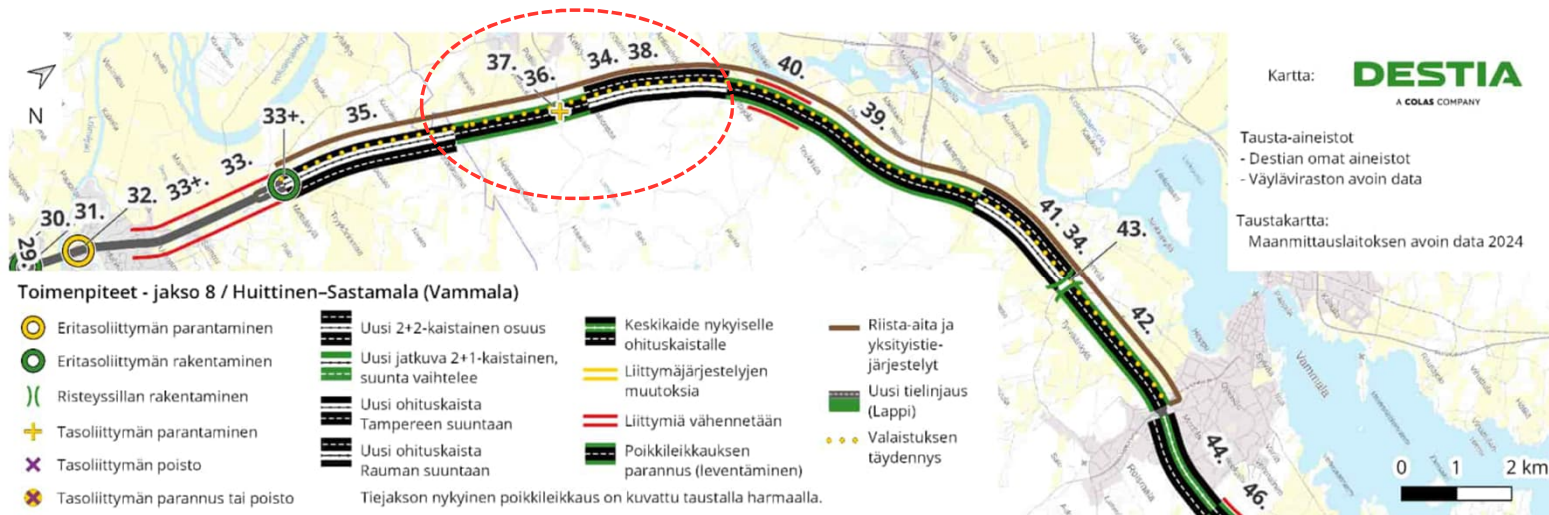 37.
36.
34.
38.
40.
35.
33+.
39.
33.
33+.
32.
31.
30.
29.
41.
34.
43.
42.
44.
46.
N
Kartta:
DESTIA
A COLAS COMPANY
Tausta-aineistot
- Destian omat aineistot
- Väyläviraston avoin data
Taustakartta:
Maanmittauslaitoksen avoin data 2024
Vammala
0 1 2 km
Toimenpiteet - jakso 8 / Huittinen–Sastamala (Vammala)
Eritasoliittymän parantaminen
Eritasoliittymän rakentaminen
Risteyssillan rakentaminen
Tasoliittymän parantaminen
Tasoliittymän poisto
Tasoliittymän parannus tai poisto
Uusi 2+2-kaistainen osuus
Uusi jatkuva 2+1-kaistainen,
suunta vaihtelee
Uusi ohituskaista
Tampereen suuntaan
Uusi ohituskaista
Rauman suuntaan
Keskikaide nykyiselle
ohituskaistalle
Liittymäjärjestelyjen
muutoksia
Liittymiä vähennetään
Poikkileikkauksen
parannus (leventäminen)
Riista-aita ja
yksityistie-
järjestelyt
Uusi tielinjaus
(Lappi)
Valaistuksen
täydennys
Tiejakson nykyinen poikkileikkaus on kuvattu taustalla harmaalla.